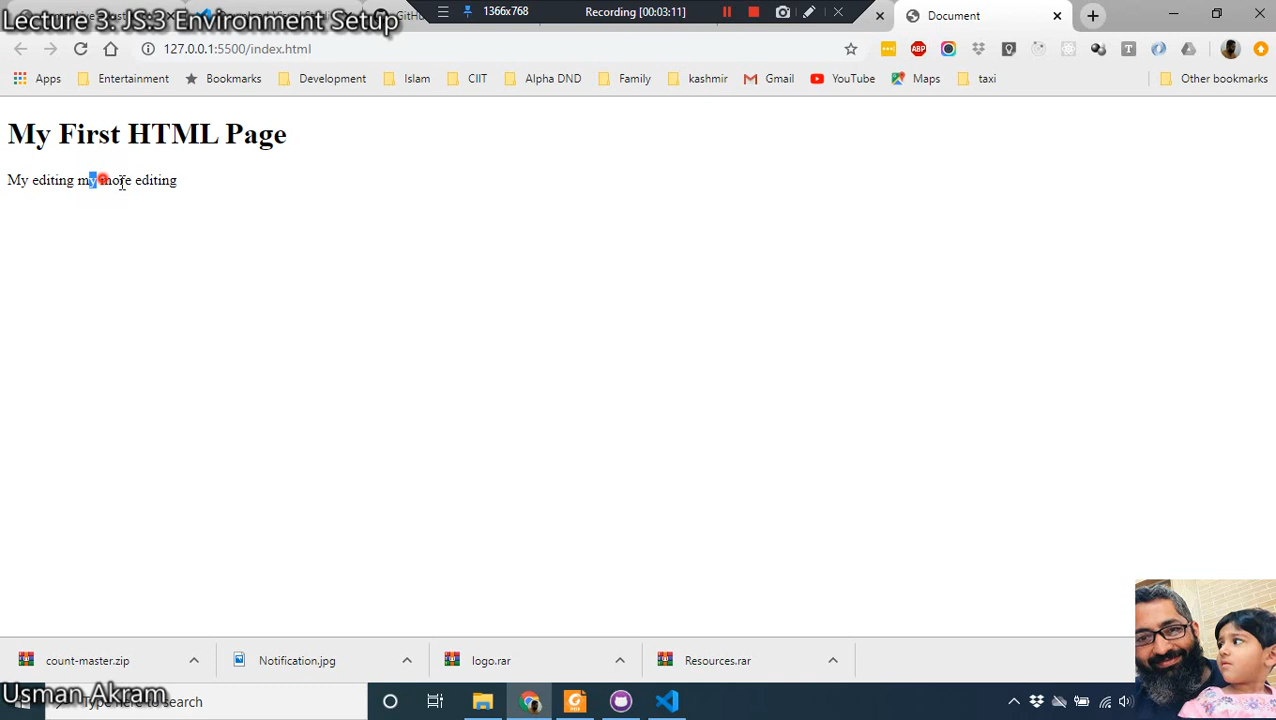 Lecture 3: JS:3 Environment Setup
GitHu
1366x768
Recording [00:03:11]
Document
127.0.0.1:5500/index.html
ABP
T
Apps
Entertainment
Bookmarks
Development
Islam
CIIT
Alpha DND
Family
kashmir
Gmail
YouTube
Maps
taxi
Other bookmarks
My First HTML Page
My editing my more editing
count-master.zip
Notification.jpg
logo.rar
Resources.rar
Usman Akram
Type here to search